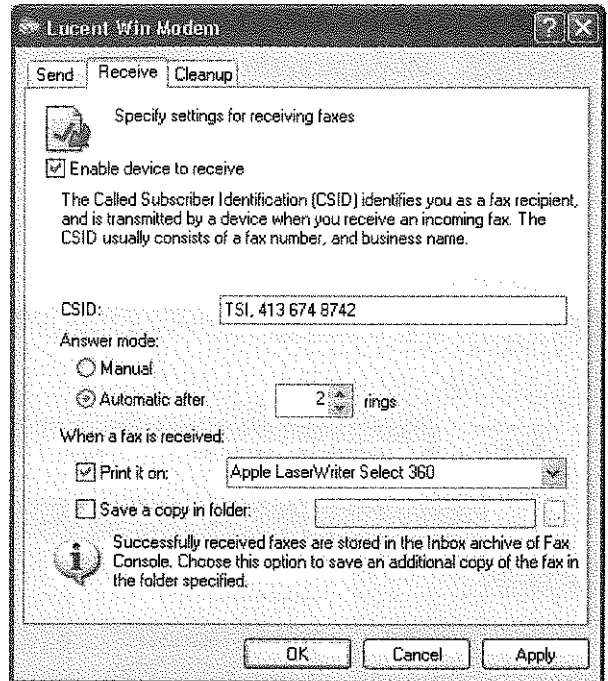 Lucent Win Modem
Send Receive Cleanup
Specify settings for receiving faxes
Enable device to receive
The Called Subscriber Identification (CSID) identifies you as a fax recipient,
and is transmitted by a device when you receive an incoming fax. The
CSID usually consists of a fax number, and business name.
CSID: TSI, 413 674 8742
Answer mode:
Manual
Automatic after 2 rings
When a fax is received:
Print it on: Apple LaserWriter Select 360
Save a copy in folder:
Successfully received faxes are stored in the Inbox archive of Fax
Console. Choose this option to save an additional copy of the fax in
the folder specified.
OK Cancel Apply